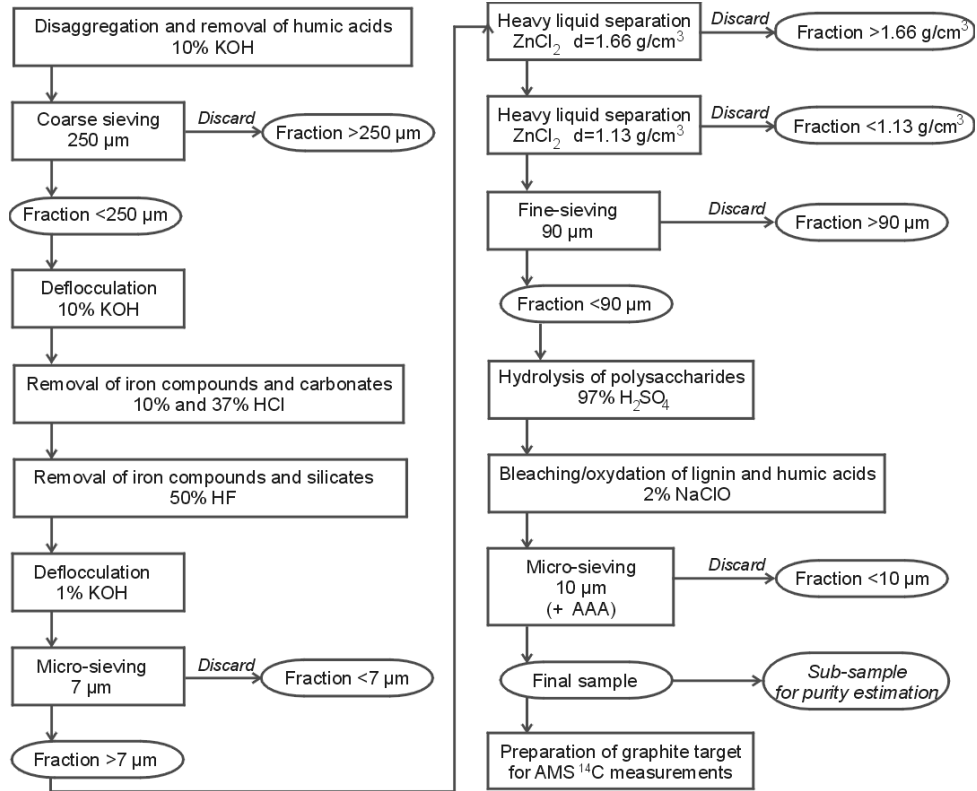 Disaggregation and removal of humic acids
10% KOH
Coarse sieving
250 µm
Discard
Fraction >250 µm
Fraction <250 µm
Deflocculation
10% KOH
Removal of iron compounds and carbonates
10% and 37% HCl
Removal of iron compounds and silicates
50% HF
Deflocculation
1% KOH
Micro-sieving
7 µm
Discard
Fraction <7 µm
Fraction >7 µm
Heavy liquid separation
ZnCl₂ d=1.66 g/cm³
Discard
Fraction >1.66 g/cm³
Heavy liquid separation
ZnCl₂ d=1.13 g/cm³
Discard
Fraction <1.13 g/cm³
Fine-sieving
90 µm
Discard
Fraction >90 µm
Fraction <90 µm
Hydrolysis of polysaccharides
97% H₂SO₄
Bleaching/oxydation of lignin and humic acids
2% NaClO
Micro-sieving
10 µm
(+ AAA)
Discard
Fraction <10 µm
Final sample
Sub-sample
for purity estimation
Preparation of graphite target
for AMS ¹⁴C measurements